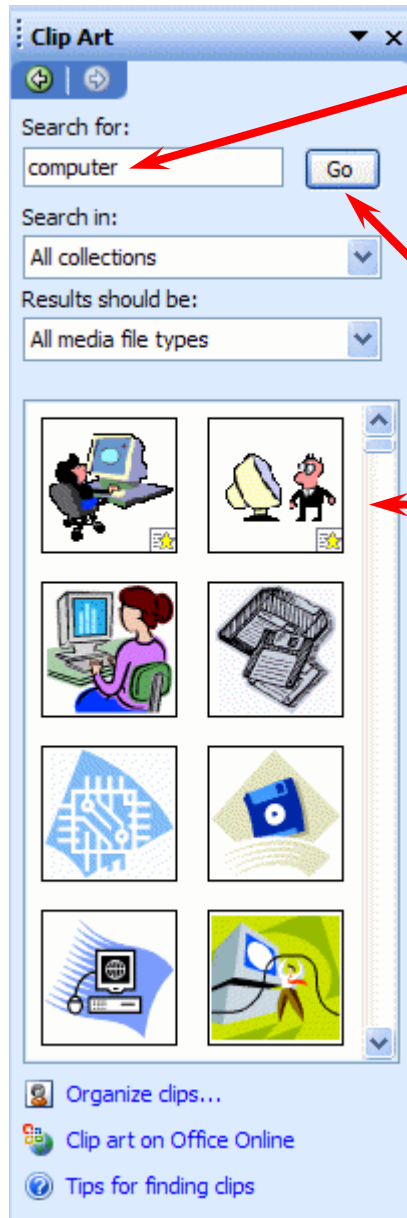 Clip Art
Search for:
computer
Go
Search in:
All collections
Results should be:
All media file types
Organize clips...
Clip art on Office Online
Tips for finding clips